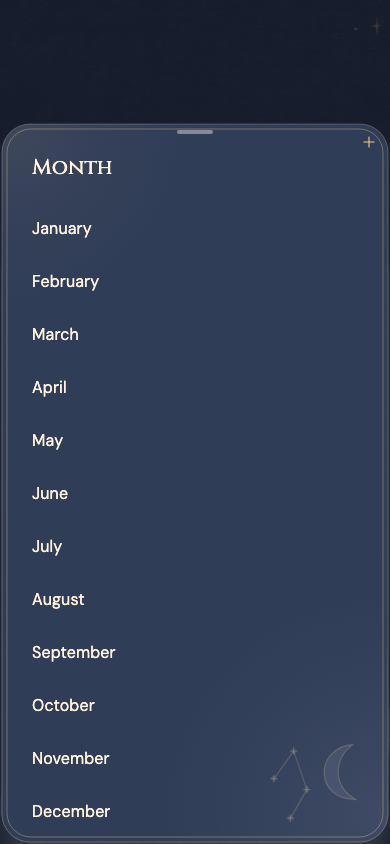 Month
January
February
March
April
May
June
July
August
September
October
November
December